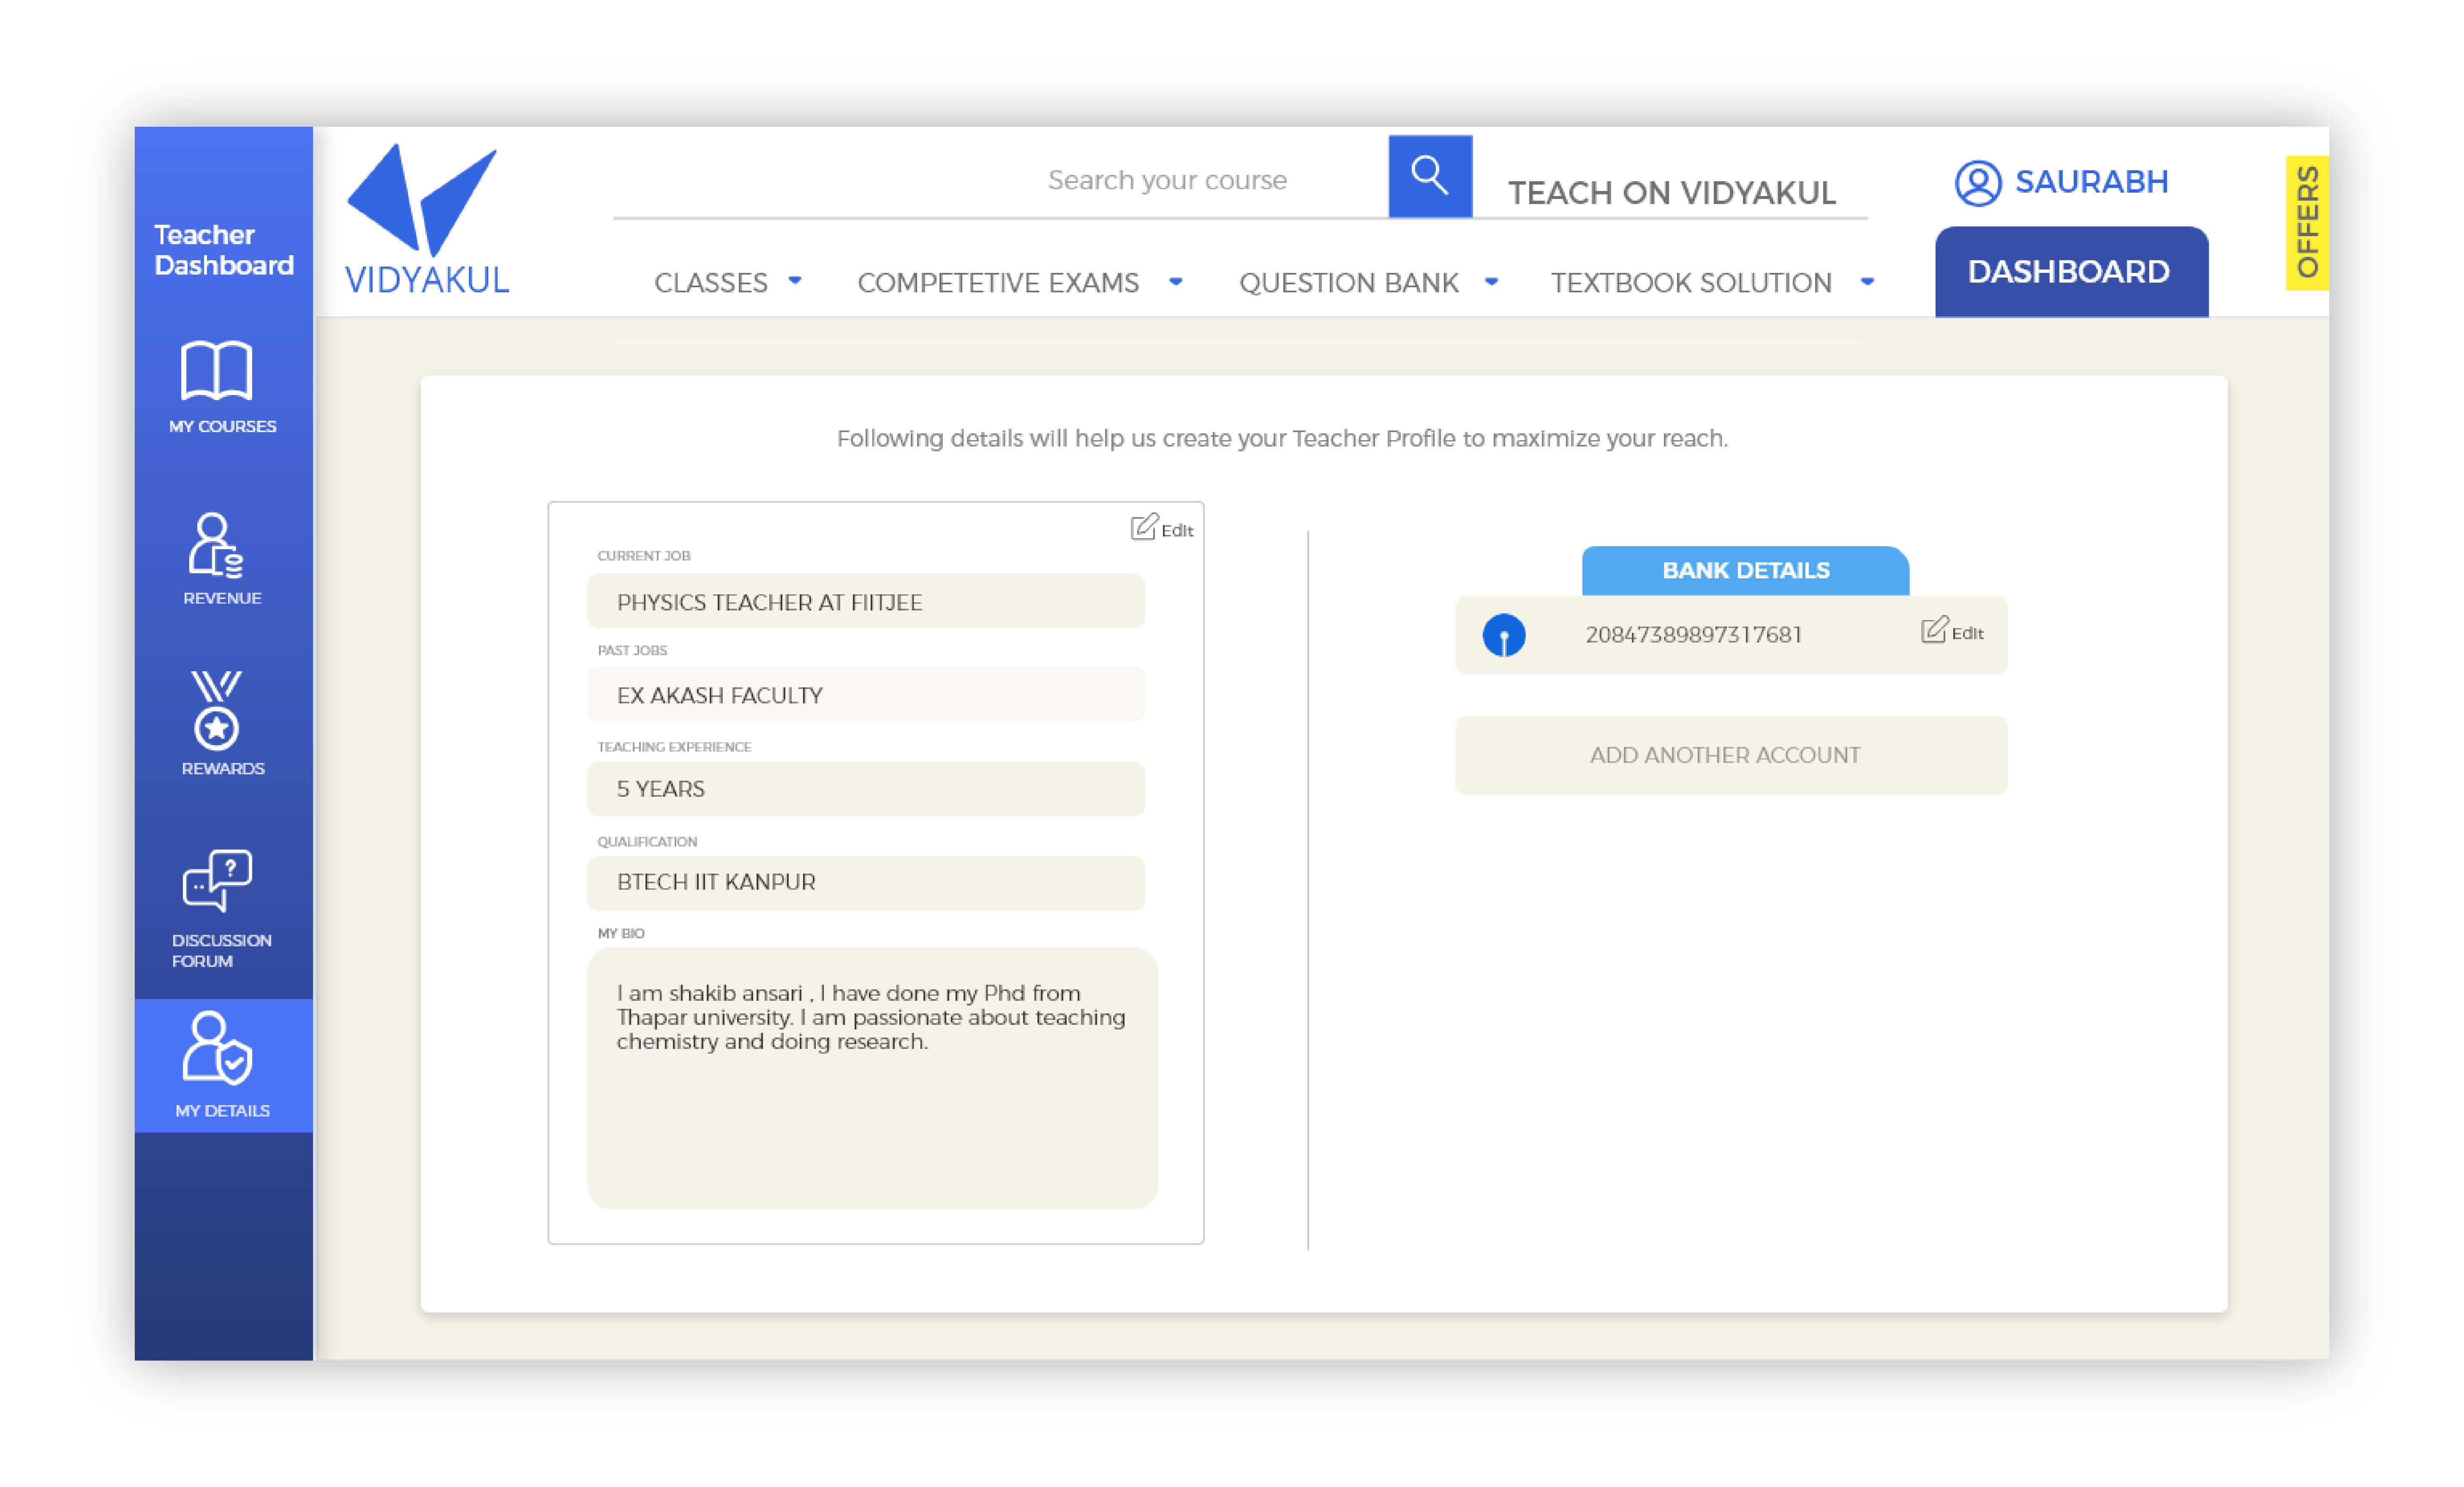 Teacher
Dashboard
MY COURSES
REVENUE
REWARDS
?
DISCUSSION
FORUM
MY DETAILS
VIDYAKUL
Search your course
TEACH ON VIDYAKUL
SAURABH
OFFERS
CLASSES
COMPETETIVE EXAMS
QUESTION BANK
TEXTBOOK SOLUTION
DASHBOARD
Following details will help us create your Teacher Profile to maximize your reach.
Edit
CURRENT JOB
PHYSICS TEACHER AT FIITJEE
PAST JOBS
EX AKASH FACULTY
TEACHING EXPERIENCE
5 YEARS
QUALIFICATION
BTECH IIT KANPUR
MY BIO
I am shakib ansari , I have done my Phd from
Thapar university. I am passionate about teaching
chemistry and doing research.
BANK DETAILS
20847389897317681
Edit
ADD ANOTHER ACCOUNT